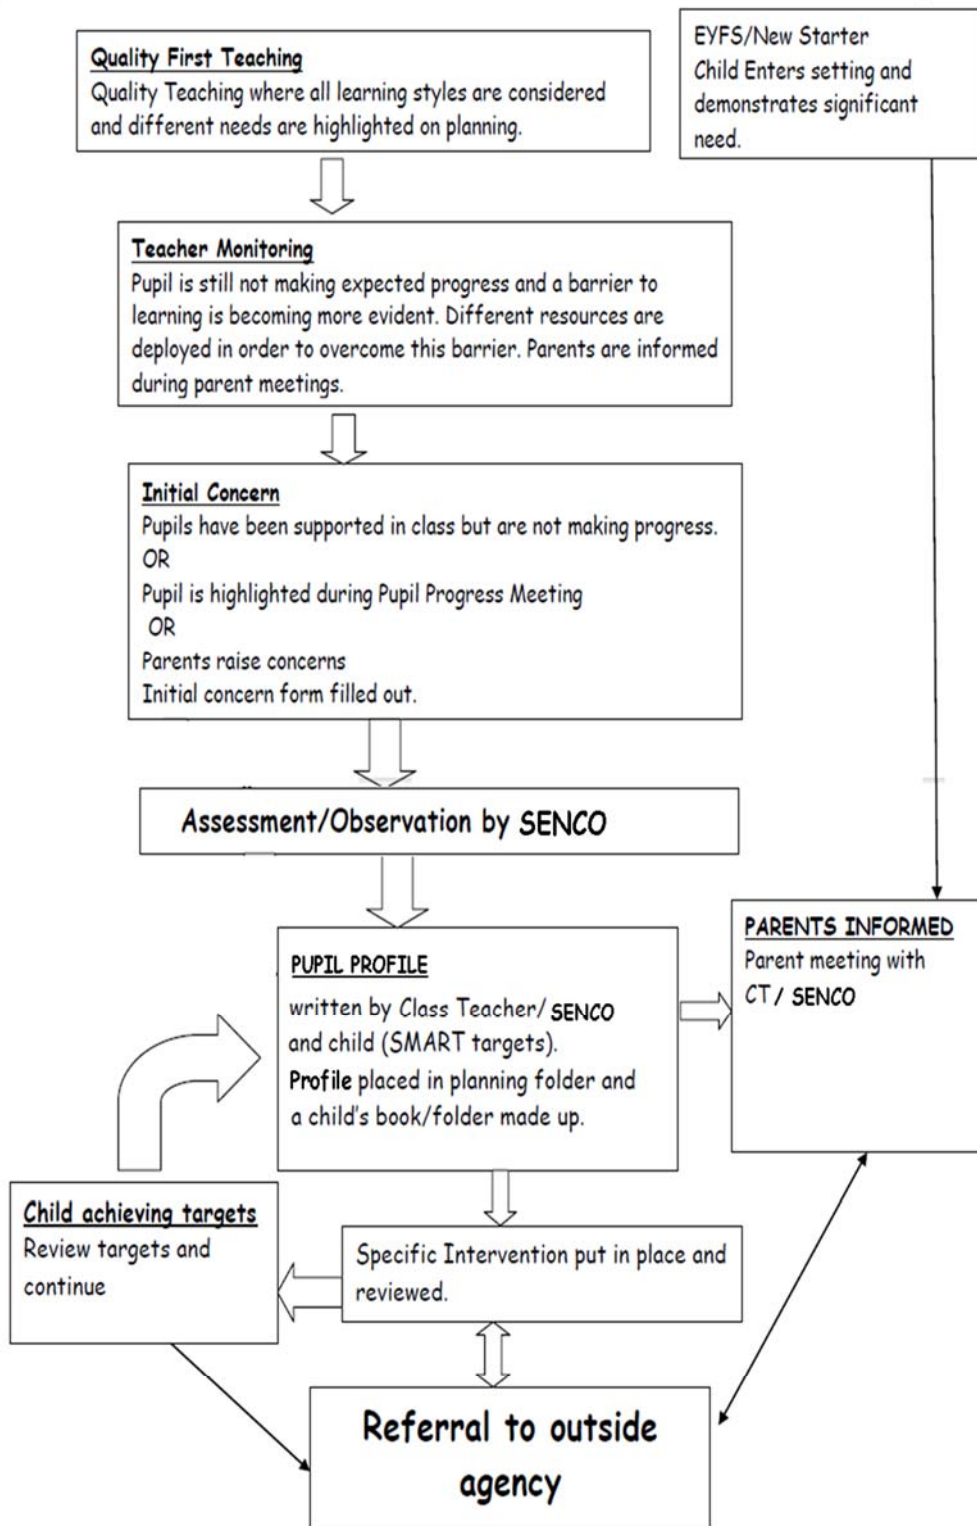 Quality First Teaching
Quality Teaching where all learning styles are considered
and different needs are highlighted on planning.
EYFS/New Starter
Child Enters setting and
demonstrates significant
need.
Teacher Monitoring
Pupil is still not making expected progress and a barrier to
learning is becoming more evident. Different resources are
deployed in order to overcome this barrier. Parents are informed
during parent meetings.
Initial Concern
Pupils have been supported in class but are not making progress.
OR
Pupil is highlighted during Pupil Progress Meeting
OR
Parents raise concerns
Initial concern form filled out.
Assessment/Observation by SENCO
PUPIL PROFILE
written by Class Teacher/ SENCO
and child (SMART targets).
Profile placed in planning folder and
a child's book/folder made up.
PARENTS INFORMED
Parent meeting with
CT / SENCO
Child achieving targets
Review targets and
continue
Specific Intervention put in place and
reviewed.
Referral to outside
agency